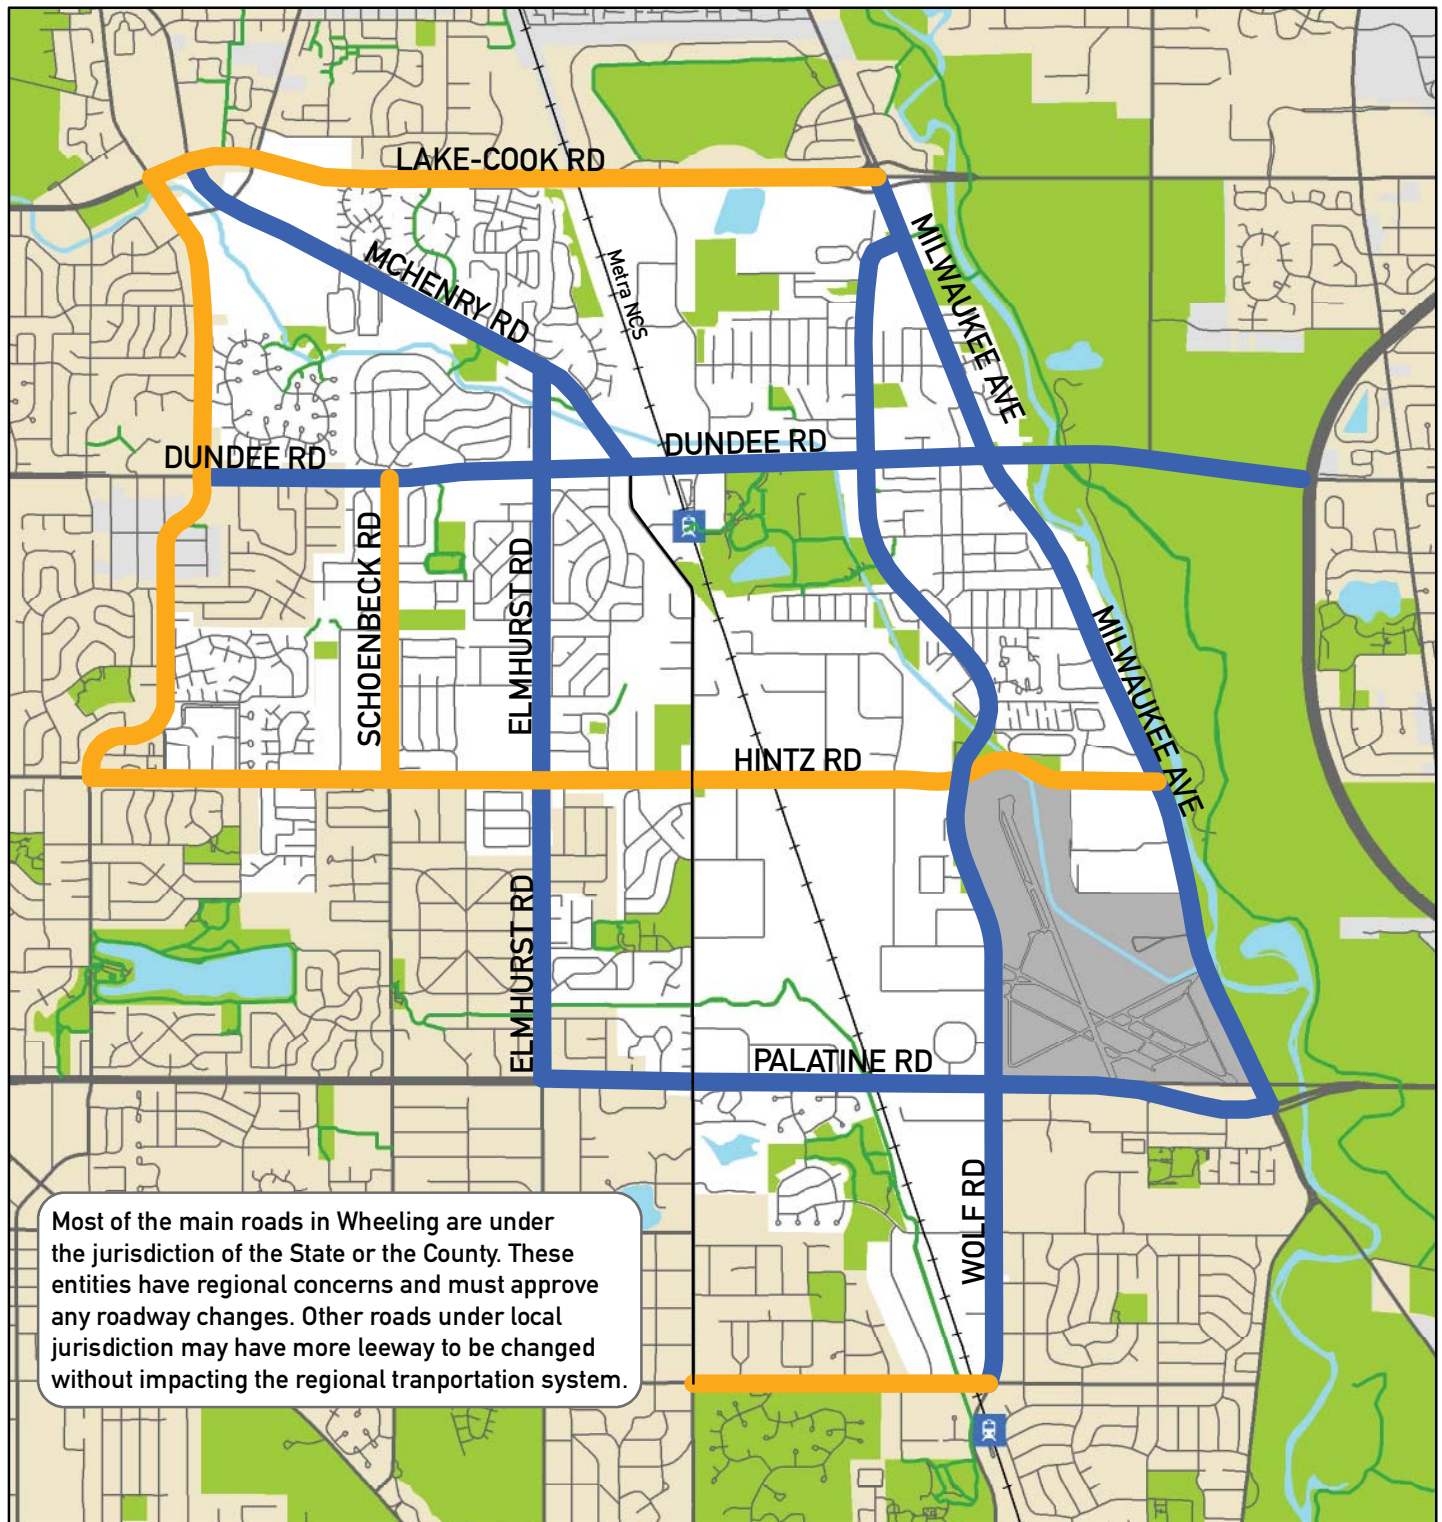 LAKE-COOK RD
MCHENRY RD
Metra NCS
MILWAUKEE AVE
DUNDEE RD
DUNDEE RD
SCHOENBECK RD
ELMHURST RD
MILWAUKEE AVE
HINTZ RD
ELMHURST RD
PALATINE RD
WOLF RD
Most of the main roads in Wheeling are under
the jurisdiction of the State or the County. These
entities have regional concerns and must approve
any roadway changes. Other roads under local
jurisdiction may have more leeway to be changed
without impacting the regional tranportation system.